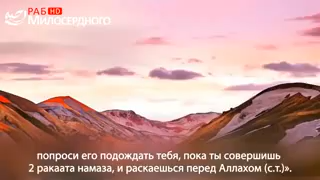 РАБ HD
МИЛОСЕРДНОГО
попроси его подождать тебя, пока ты совершишь
2 ракаата намаза, и раскаешься перед Аллахом (с.т.)».